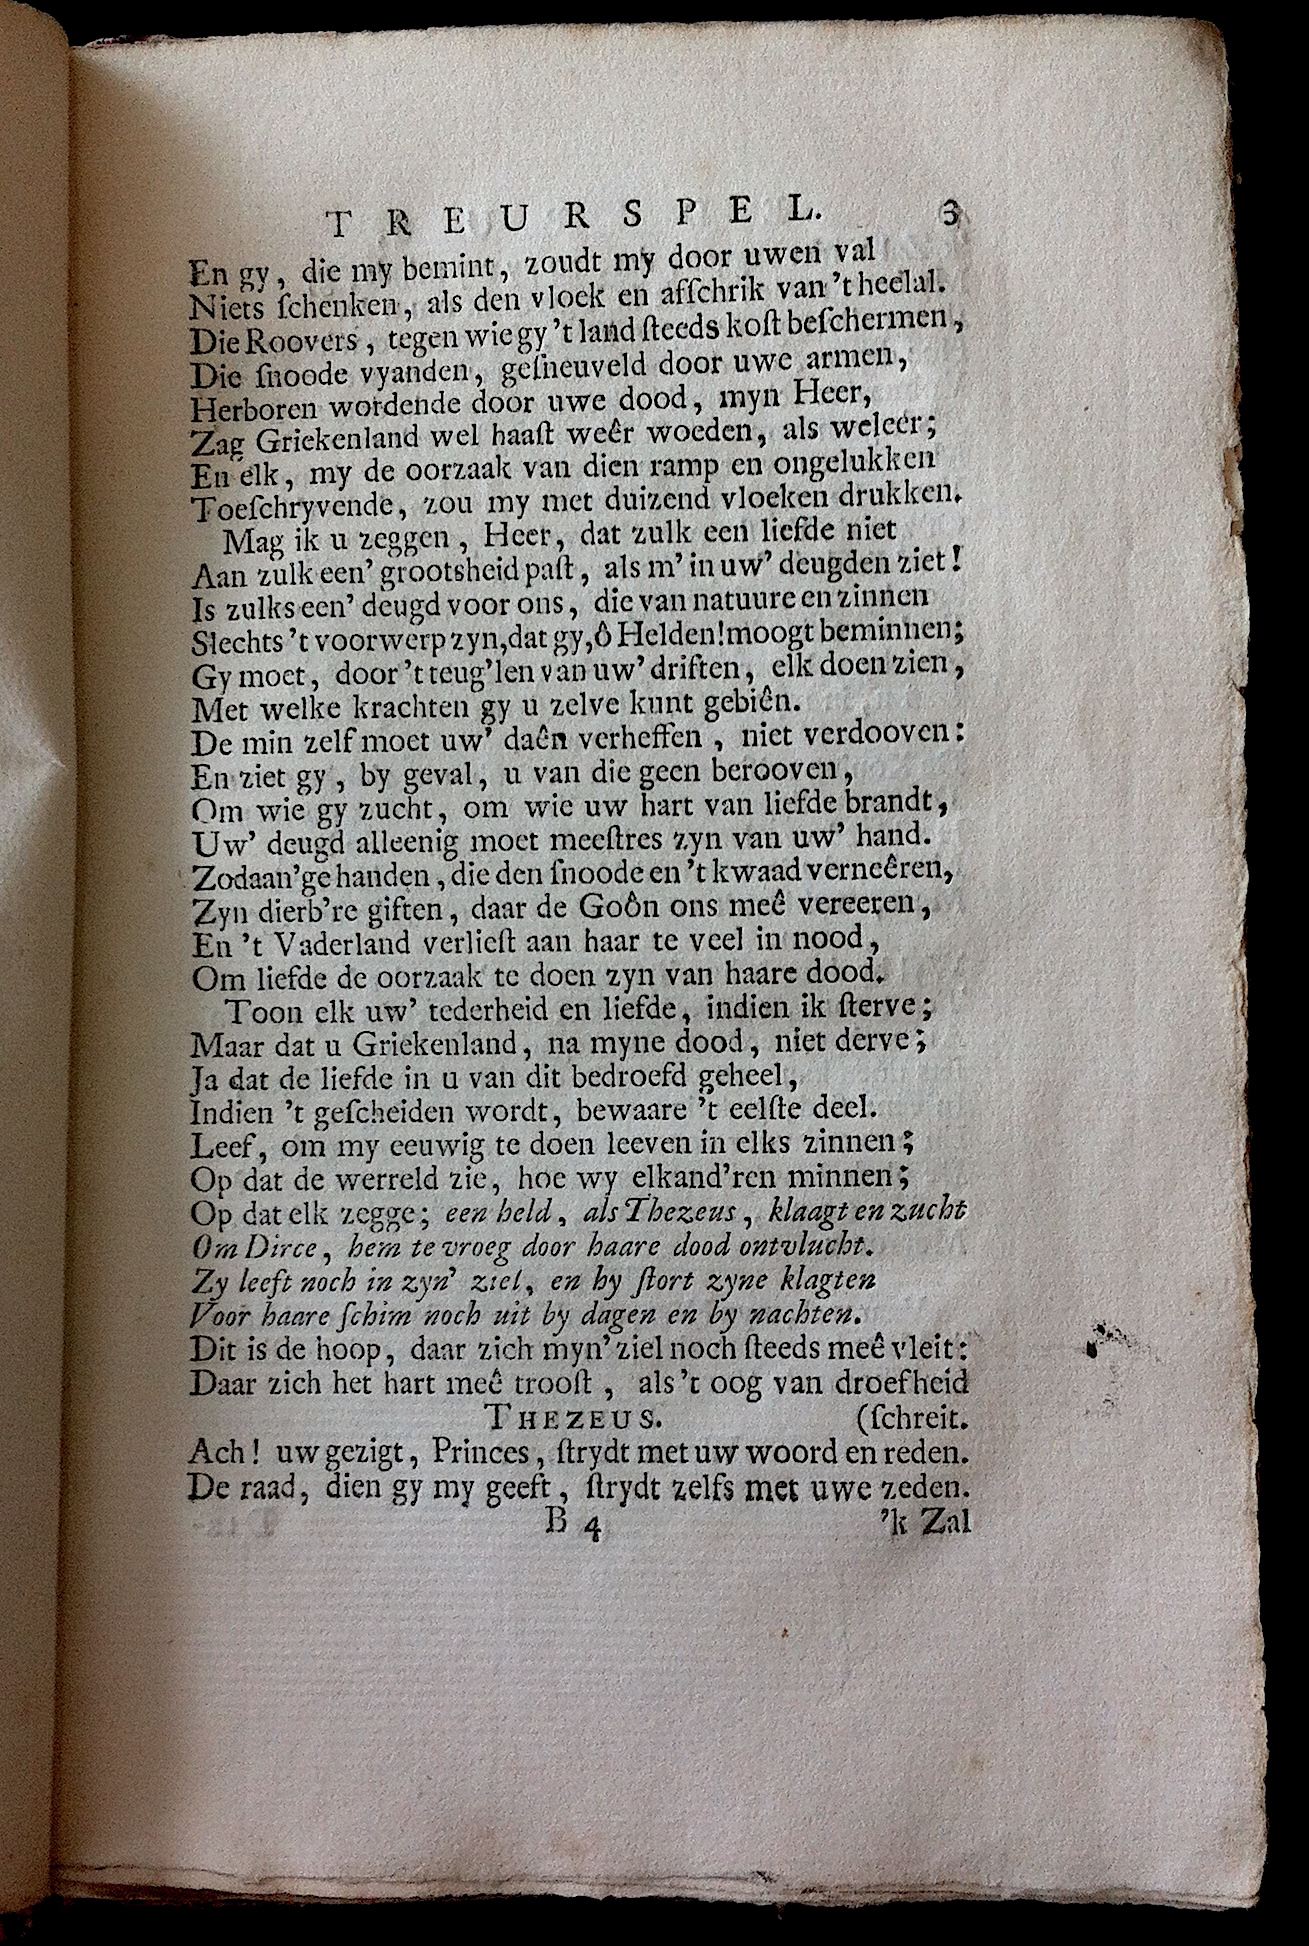 TREURSPEL. 3
En gy, die my bemint, zoudt my door uwen val
Niets ſchenken, als den vloek en afſchrik van 't heelal.
Die Roovers, tegen wie gy 't land ſteeds koſt beſchermen,
Die ſnoode vyanden, geſneuveld door uwe armen,
Herboren wordende door uwe dood, myn Heer,
Zag Griekenland wel haaſt weêr woeden, als weleer;
En elk, my de oorzaak van dien ramp en ongelukken
Toeſchryvende, zou my met duizend vloeken drukken.
Mag ik u zeggen, Heer, dat zulk een liefde niet
Aan zulk een' grootsheid paſt, als m' in uw' deugden ziet!
Is zulks een' deugd voor ons, die van natuure en zinnen
Slechts 't voorwerp zyn, dat gy, ô Helden! moogt beminnen;
Gy moet, door 't teug'len van uw' driften, elk doen zien,
Met welke krachten gy u zelve kunt gebiên.
De min zelf moet uw' daên verheffen, niet verdooven:
En ziet gy, by geval, u van die geen berooven,
Om wie gy zucht, om wie uw hart van liefde brandt,
Uw' deugd alleenig moet meeſtres zyn van uw' hand.
Zodaan'ge handen, die den ſnoode en 't kwaad verneêren,
Zyn dierb're giften, daar de Goôn ons meê vereeren,
En 't Vaderland verlieſt aan haar te veel in nood,
Om liefde de oorzaak te doen zyn van haare dood.
Toon elk uw' tederheid en liefde, indien ik ſterve;
Maar dat u Griekenland, na myne dood, niet derve;
Ja dat de liefde in u van dit bedroefd geheel,
Indien 't geſcheiden wordt, bewaare 't eelſte deel.
Leef, om my eeuwig te doen leeven in elks zinnen;
Op dat de werreld zie, hoe wy elkand'ren minnen;
Op dat elk zegge; een held, als Thezeus, klaagt en zucht
Om Dirce, hem te vroeg door haare dood ontvlucht.
Zy leeft noch in zyn' ziel, en hy ſtort zyne klagten
Voor haare ſchim noch uit by dagen en by nachten.
Dit is de hoop, daar zich myn' ziel noch ſteeds meê vleit:
Daar zich het hart meê trooſt, als 't oog van droefheid
THEZEUS. (ſchreit.
Ach! uw gezigt, Princes, ſtrydt met uw woord en reden.
De raad, dien gy my geeft, ſtrydt zelfs met uwe zeden.
B 4 'k Zal